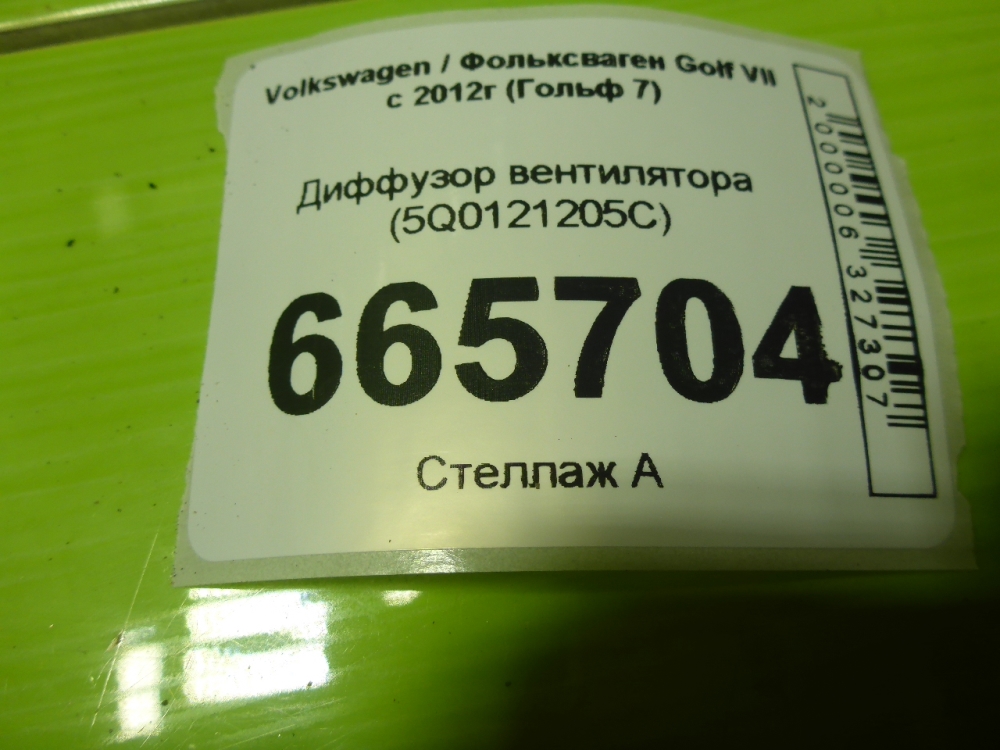 Volkswagen / Фольксваген Golf VII
с 2012г (Гольф 7)
Диффузор вентилятора
(5Q0121205C)
665704
Стеллаж А
2000006327307